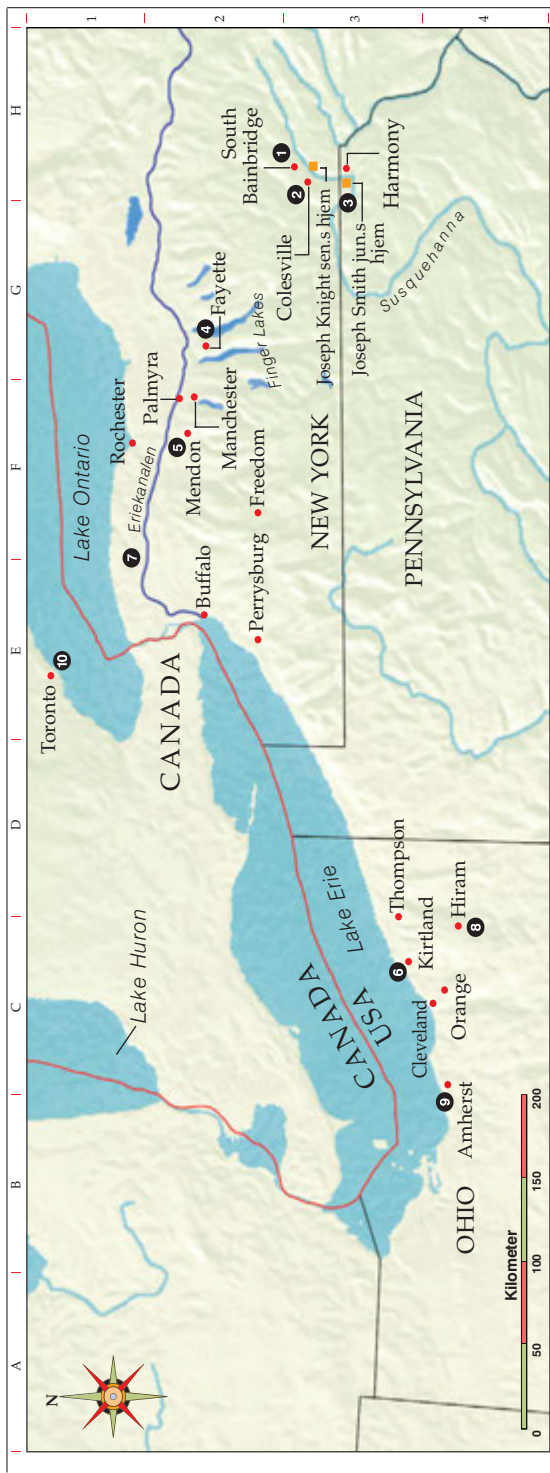 A
B
C
D
E
F
G
H
1
2
3
4
N
Lake Huron
Toronto
10
Lake Ontario
CANADA
7
Eriekanalen
Rochester
Palmyra
5
Mendon
Manchester
4
Fayette
Finger Lakes
Buffalo
Perrysburg
Freedom
NEW YORK
South
Bainbridge
1
2
Colesville
Joseph Knight sen.s hjem
3
Joseph Smith jun.s
hjem
Harmony
Susquehanna
PENNSYLVANIA
Lake Erie
CANADA
USA
Thompson
6
Kirtland
Hiram
8
Cleveland
Orange
9
Amherst
OHIO
Kilometer
0
50
100
150
200